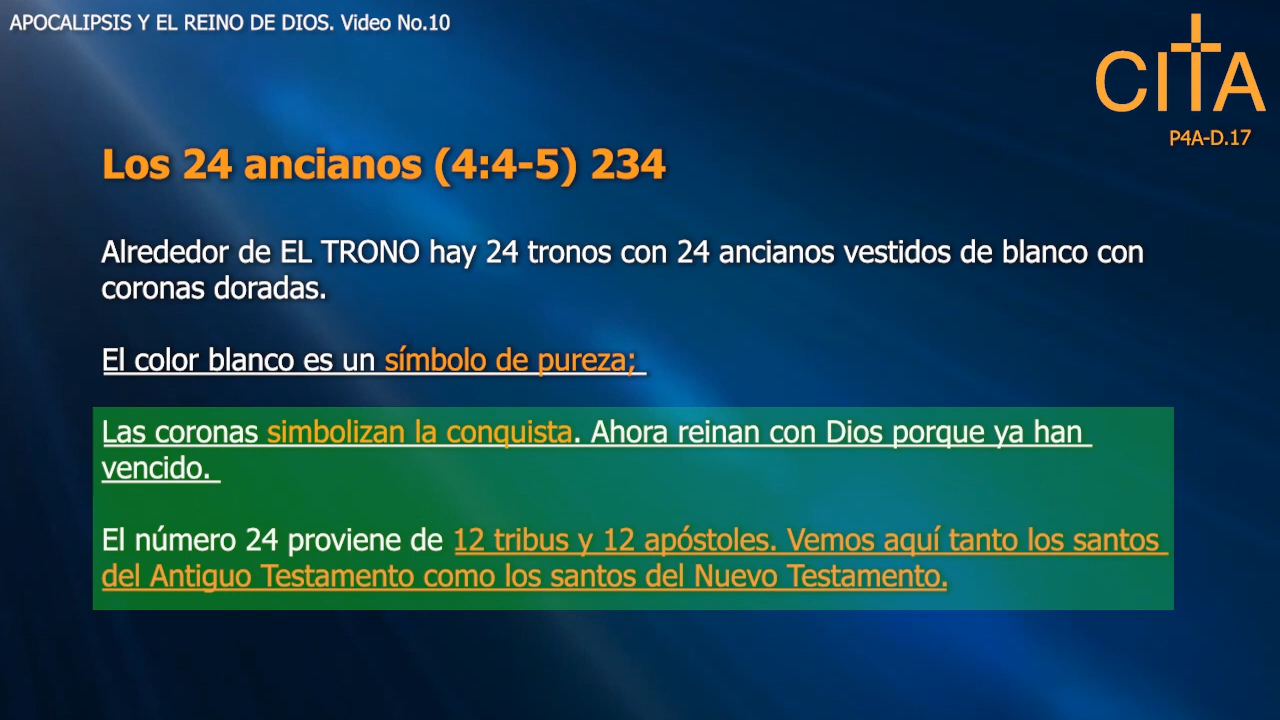 APOCALIPSIS Y EL REINO DE DIOS. Video No.10
CITA
P4A-D.17
Los 24 ancianos (4:4-5) 234
Alrededor de EL TRONO hay 24 tronos con 24 ancianos vestidos de blanco con
coronas doradas.
El color blanco es un símbolo de pureza;
Las coronas simbolizan la conquista. Ahora reinan con Dios porque ya han
vencido.
El número 24 proviene de 12 tribus y 12 apóstoles. Vemos aquí tanto los santos
del Antiguo Testamento como los santos del Nuevo Testamento.